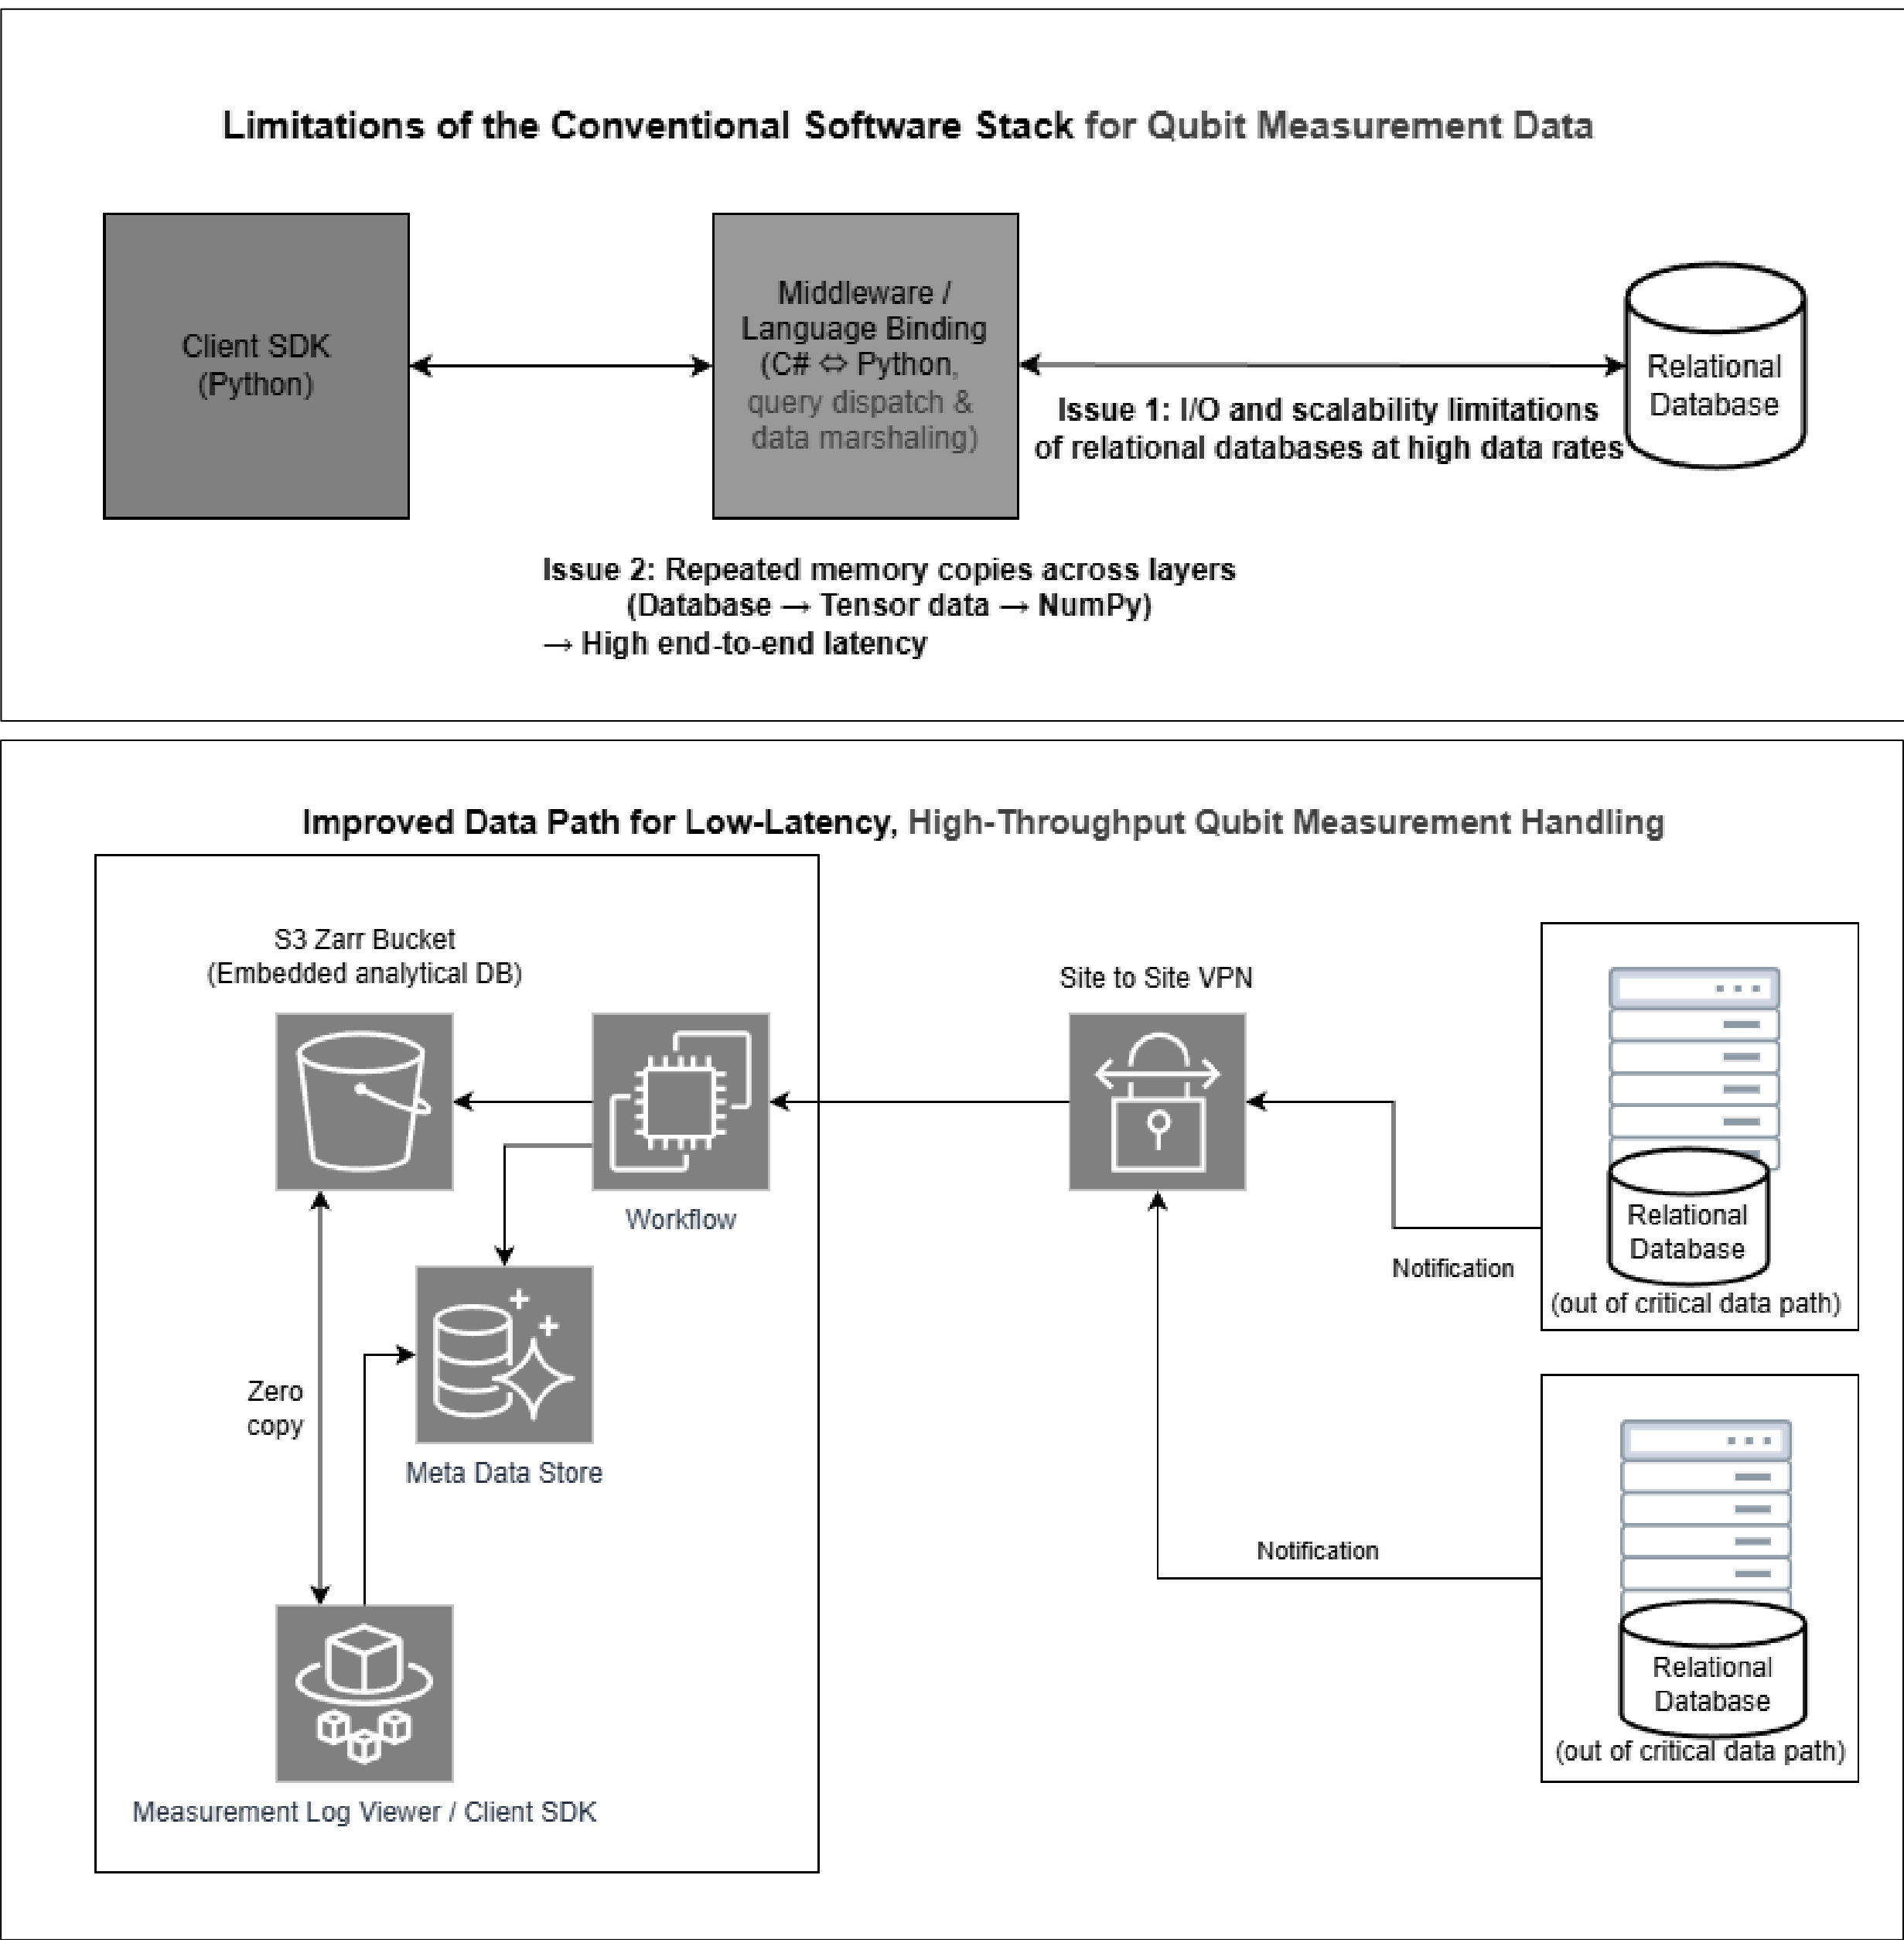 Limitations of the Conventional Software Stack for Qubit Measurement Data
Client SDK
(Python)
Middleware /
Language Binding
(C# ⇔ Python,
query dispatch &
data marshaling)
Relational
Database
Issue 1: I/O and scalability limitations
of relational databases at high data rates
Issue 2: Repeated memory copies across layers
(Database → Tensor data → NumPy)
→ High end-to-end latency
Improved Data Path for Low-Latency, High-Throughput Qubit Measurement Handling
S3 Zarr Bucket
(Embedded analytical DB)
Site to Site VPN
Workflow
Relational
Database
(out of critical data path)
Notification
Zero
copy
Meta Data Store
Notification
Relational
Database
(out of critical data path)
Measurement Log Viewer / Client SDK